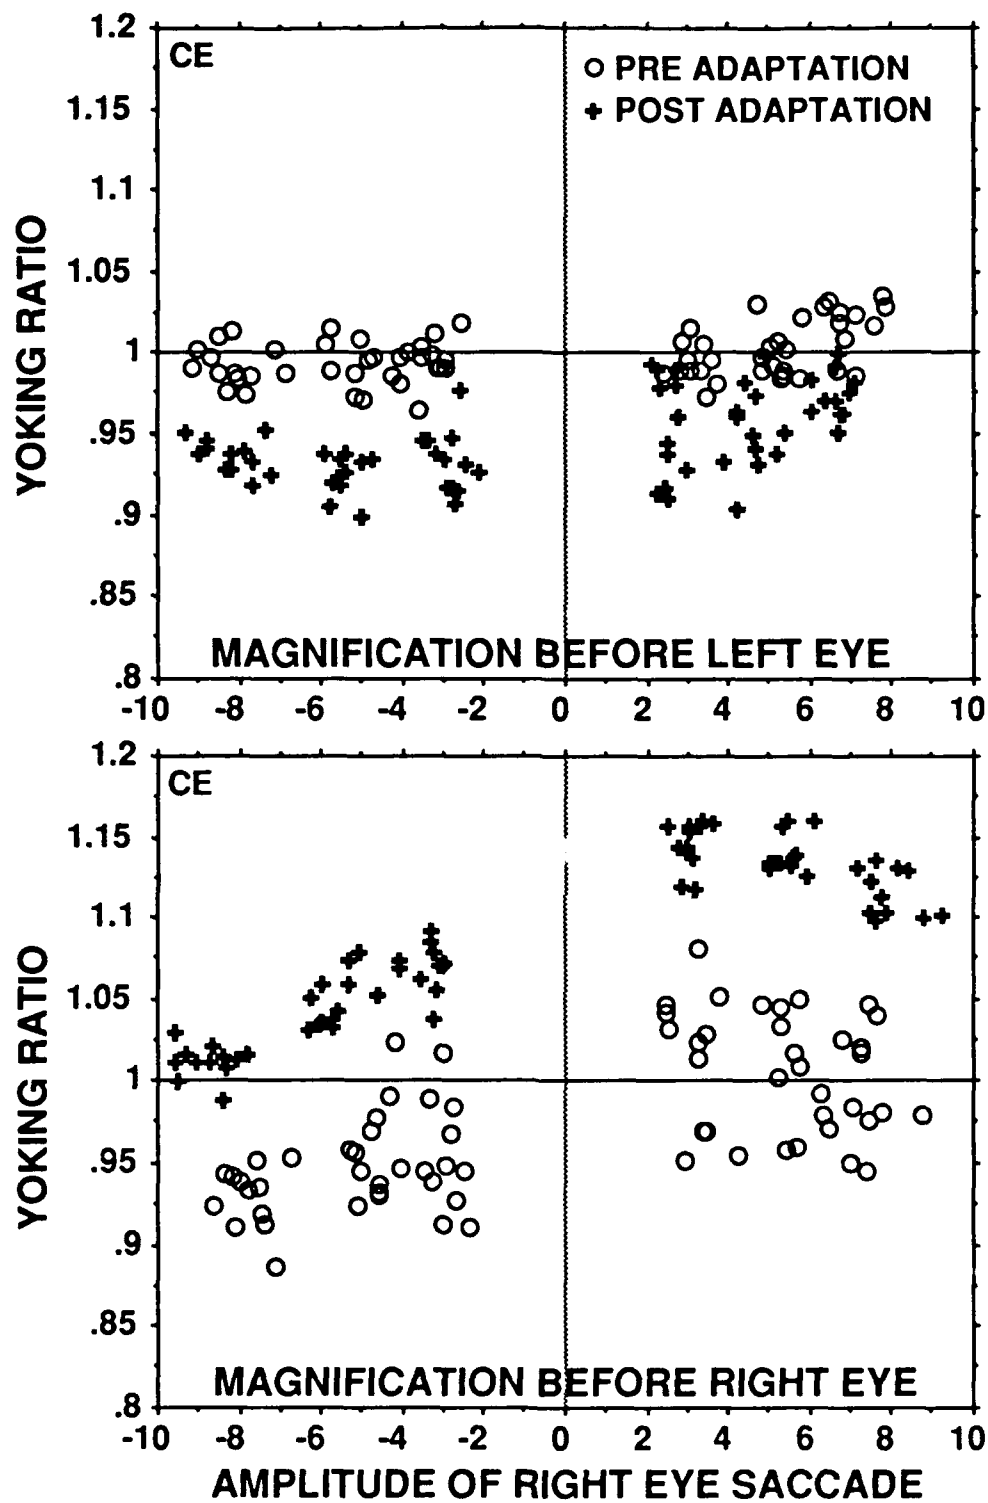 1.2
CE
PRE ADAPTATION
POST ADAPTATION
1.15
1.1
1.05
1
.95
.9
.85
.8
YOKING RATIO
MAGNIFICATION BEFORE LEFT EYE
-10 -8 -6 -4 -2 0 2 4 6 8 10
1.2
CE
1.15
1.1
1.05
1
.95
.9
.85
.8
YOKING RATIO
MAGNIFICATION BEFORE RIGHT EYE
-10 -8 -6 -4 -2 0 2 4 6 8 10
AMPLITUDE OF RIGHT EYE SACCADE